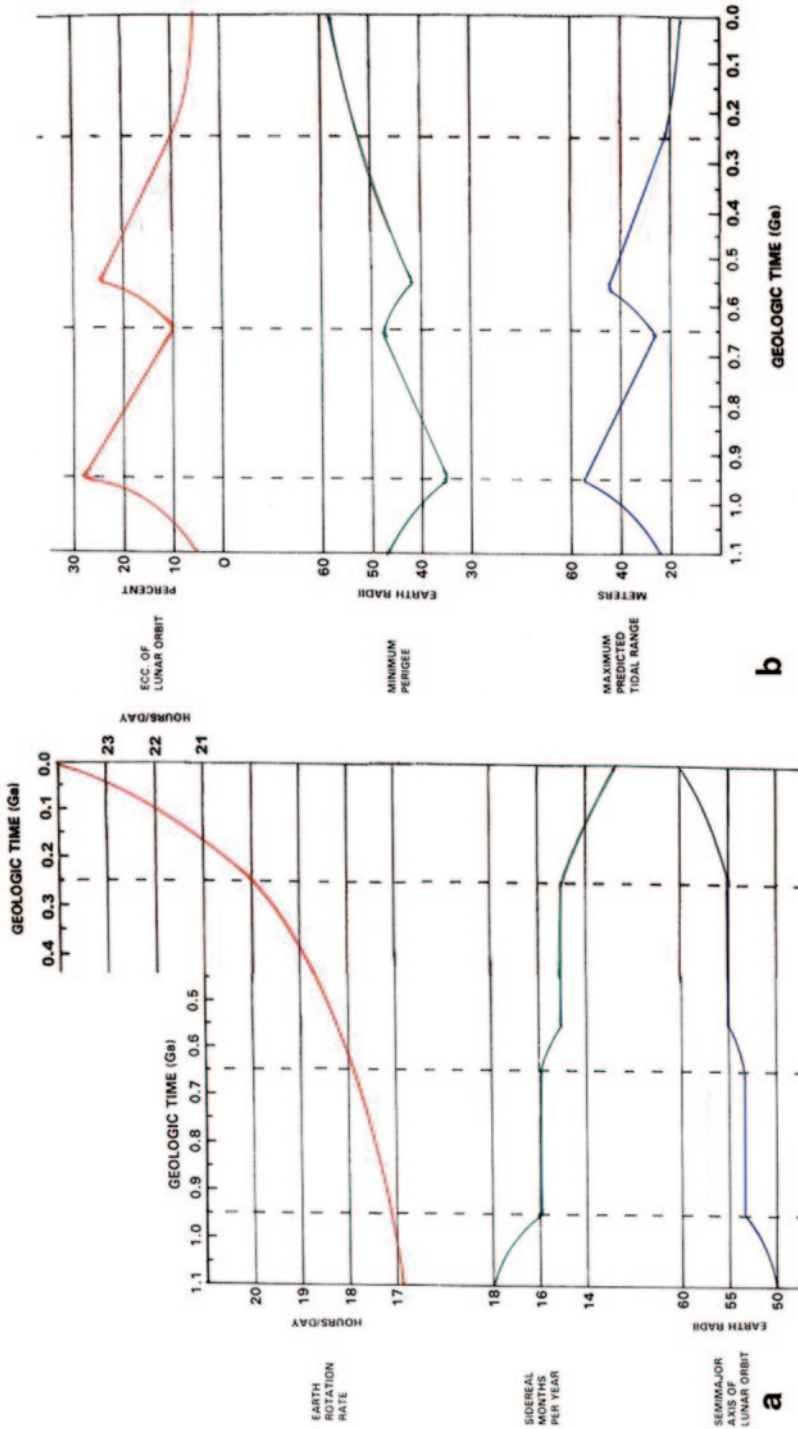 GEOLOGIC TIME (Ga)
0.4
0.3
0.2
0.1
0.0
HOURS/DAY
23
22
21
GEOLOGIC TIME (Ga)
1.1
1.0
0.9
0.8
0.7
0.6
0.5
EARTH
ROTATION
RATE
HOURS/DAY
20
19
18
17
SIDEREAL
MONTHS
PER YEAR
18
16
14
SEMIMAJOR
AXIS OF
LUNAR ORBIT
EARTH RADII
60
55
50
a
ECC. OF
LUNAR ORBIT
PERCENT
30
20
10
0
MINIMUM
PERIGEE
EARTH RADII
60
50
40
30
MAXIMUM
PREDICTED
TIDAL RANGE
METERS
60
40
20
1.1
1.0
0.9
0.8
0.7
0.6
0.5
0.4
0.3
0.2
0.1
0.0
GEOLOGIC TIME (Ga)
b